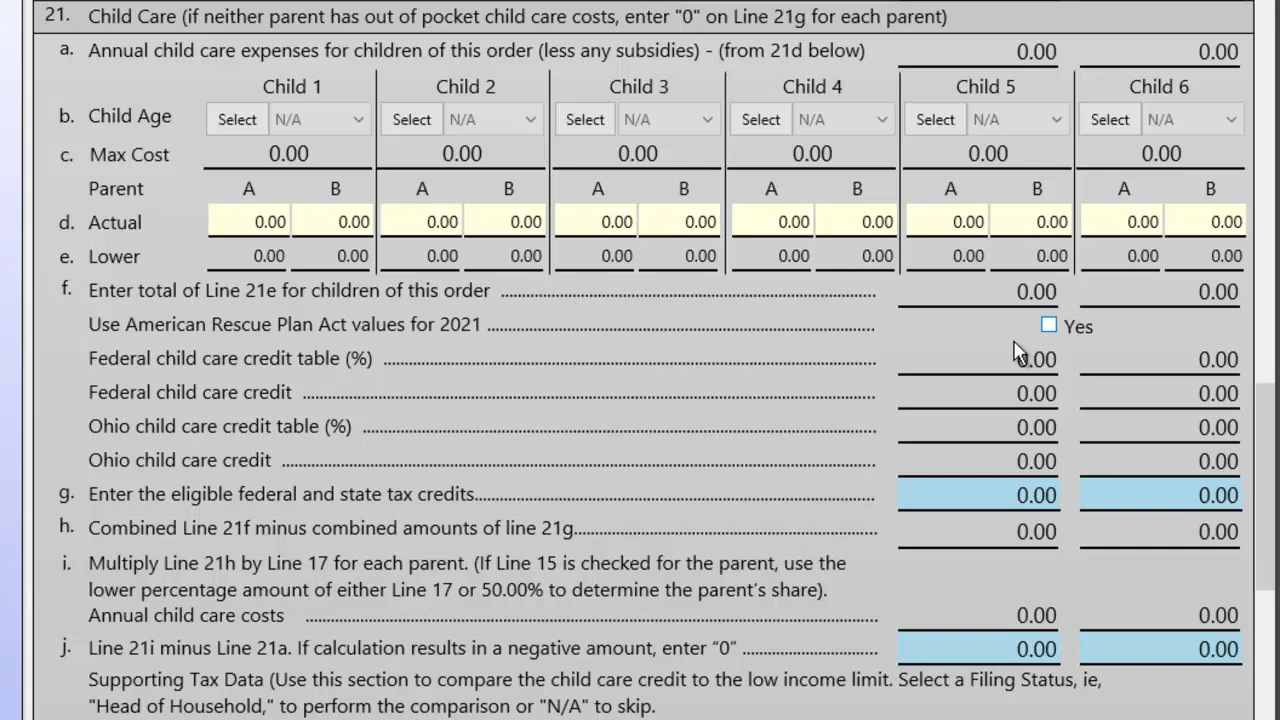 21. Child Care (if neither parent has out of pocket child care costs, enter "0" on Line 21g for each parent)
a. Annual child care expenses for children of this order (less any subsidies) - (from 21d below) 0.00 0.00
Child 1 Child 2 Child 3 Child 4 Child 5 Child 6
b. Child Age Select N/A Select N/A Select N/A Select N/A Select N/A Select N/A
c. Max Cost 0.00 0.00 0.00 0.00 0.00 0.00
Parent A B A B A B A B A B A B
d. Actual 0.00 0.00 0.00 0.00 0.00 0.00 0.00 0.00 0.00 0.00 0.00 0.00
e. Lower 0.00 0.00 0.00 0.00 0.00 0.00 0.00 0.00 0.00 0.00 0.00 0.00
f. Enter total of Line 21e for children of this order ........ 0.00 0.00
Use American Rescue Plan Act values for 2021 ........ Yes
Federal child care credit table (%) ........ 0.00 0.00
Federal child care credit ........ 0.00 0.00
Ohio child care credit table (%) ........ 0.00 0.00
Ohio child care credit ........ 0.00 0.00
g. Enter the eligible federal and state tax credits........ 0.00 0.00
h. Combined Line 21f minus combined amounts of line 21g........ 0.00 0.00
i. Multiply Line 21h by Line 17 for each parent. (If Line 15 is checked for the parent, use the
lower percentage amount of either Line 17 or 50.00% to determine the parent's share).
Annual child care costs ........ 0.00 0.00
j. Line 21i minus Line 21a. If calculation results in a negative amount, enter "0" ........ 0.00 0.00
Supporting Tax Data (Use this section to compare the child care credit to the low income limit. Select a Filing Status, ie,
"Head of Household," to perform the comparison or "N/A" to skip.